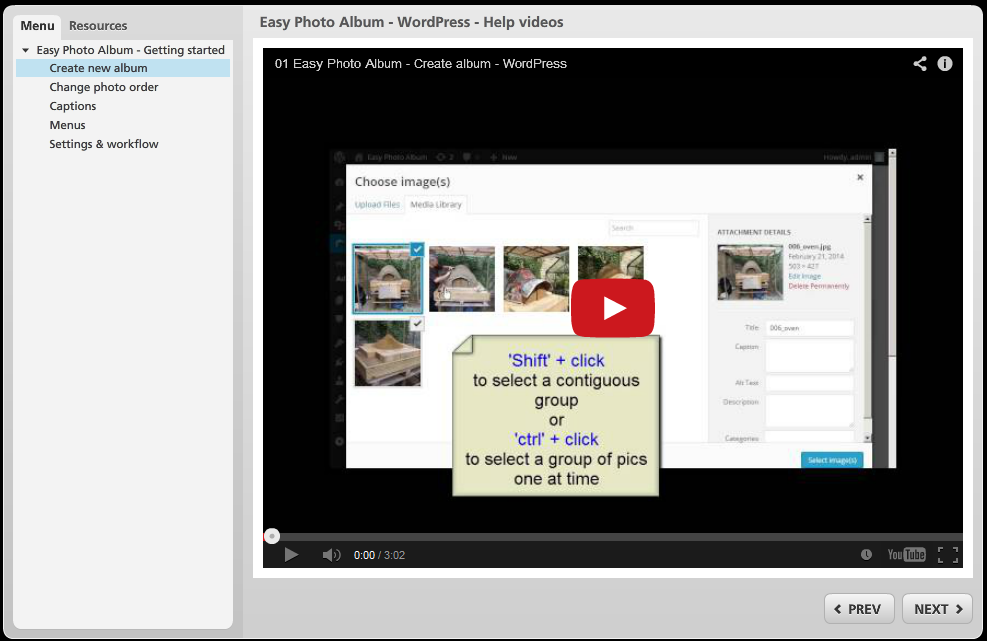 Menu
Resources
Easy Photo Album - Getting started
Create new album
Change photo order
Captions
Menus
Settings & workflow
Easy Photo Album - WordPress - Help videos
01 Easy Photo Album - Create album - WordPress
Easy Photo Album 2 New
Howdy, admin
Choose image(s)
Upload Files
Media Library
Search
ATTACHMENT DETAILS
006_oven.jpg
February 21, 2014
503 × 427
Edit Image
Delete Permanently
Title
006_oven
Caption
Alt Text
Description
Categories
Select image(s)
'Shift' + click
to select a contiguous
group
or
'ctrl' + click
to select a group of pics
one at time
0:00 / 3:02
YouTube
PREV
NEXT